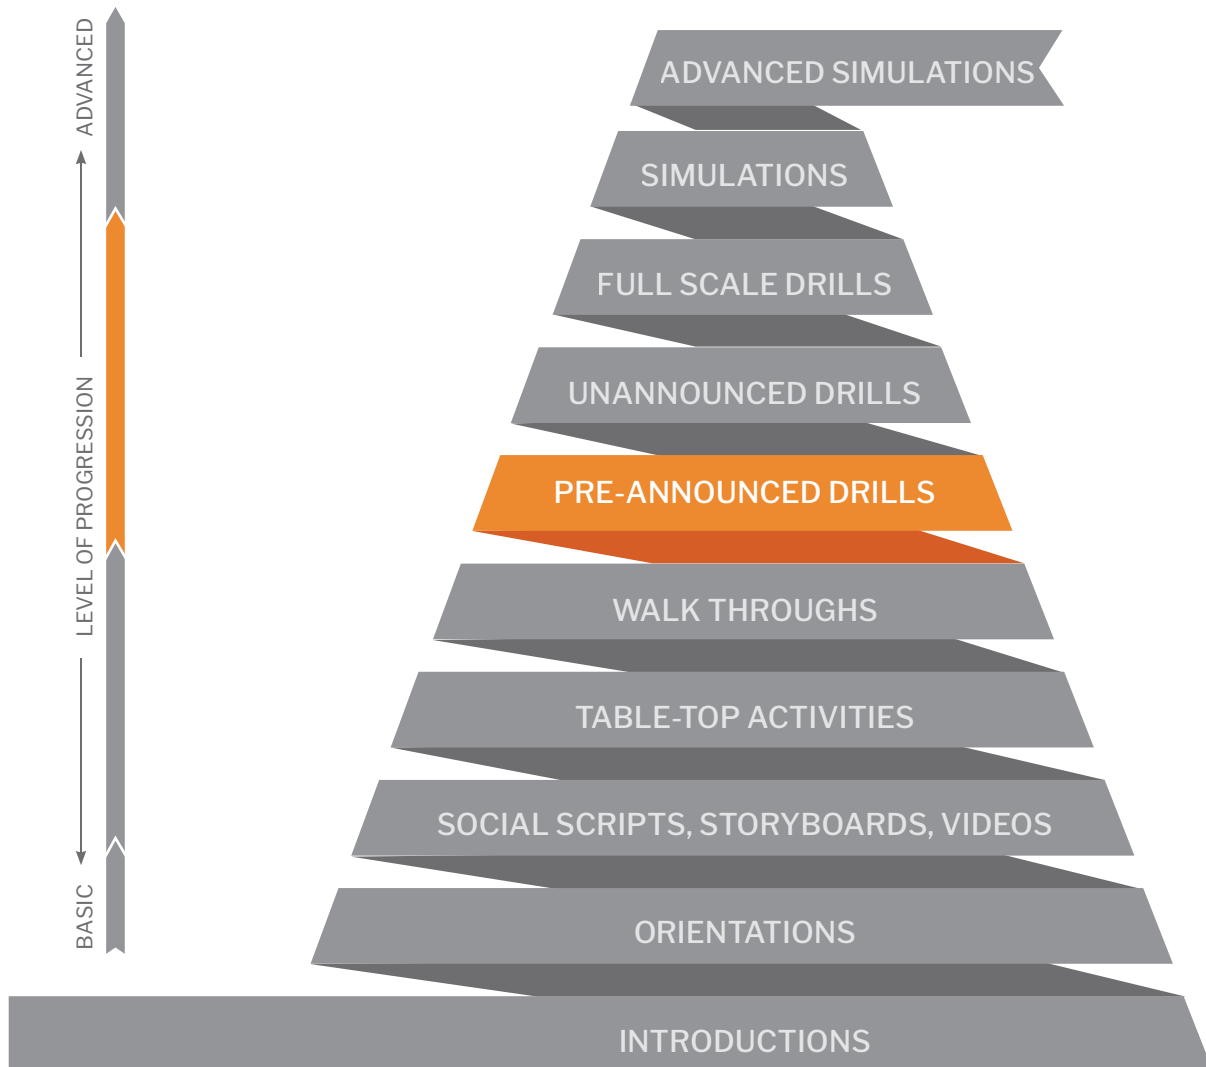 ADVANCED
LEVEL OF PROGRESSION
BASIC
ADVANCED SIMULATIONS
SIMULATIONS
FULL SCALE DRILLS
UNANNOUNCED DRILLS
PRE-ANNOUNCED DRILLS
WALK THROUGHS
TABLE-TOP ACTIVITIES
SOCIAL SCRIPTS, STORYBOARDS, VIDEOS
ORIENTATIONS
INTRODUCTIONS